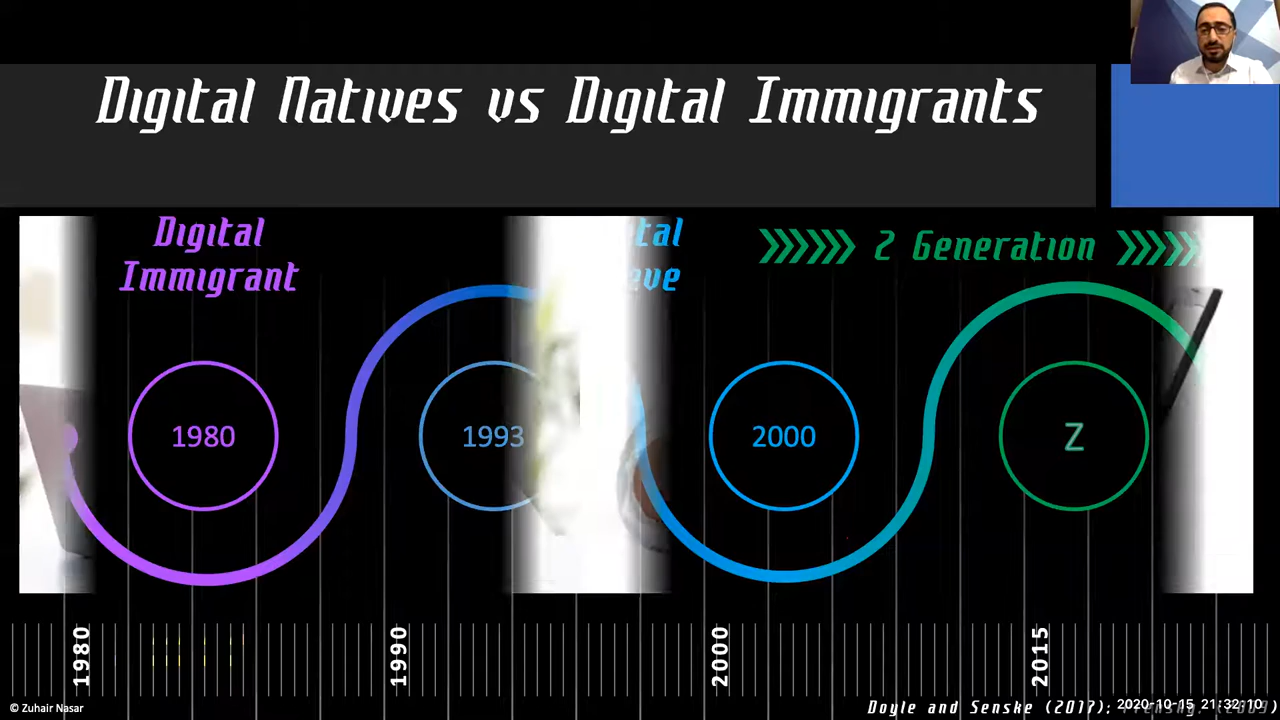 Digital Natives vs Digital Immigrants
Digital
Immigrant
tal
eve
Z Generation
1980
1993
2000
Z
1980
1990
2000
2015
© Zuhair Nasar
Doyle and Senske (2017);
2020-10-15 21:32:10